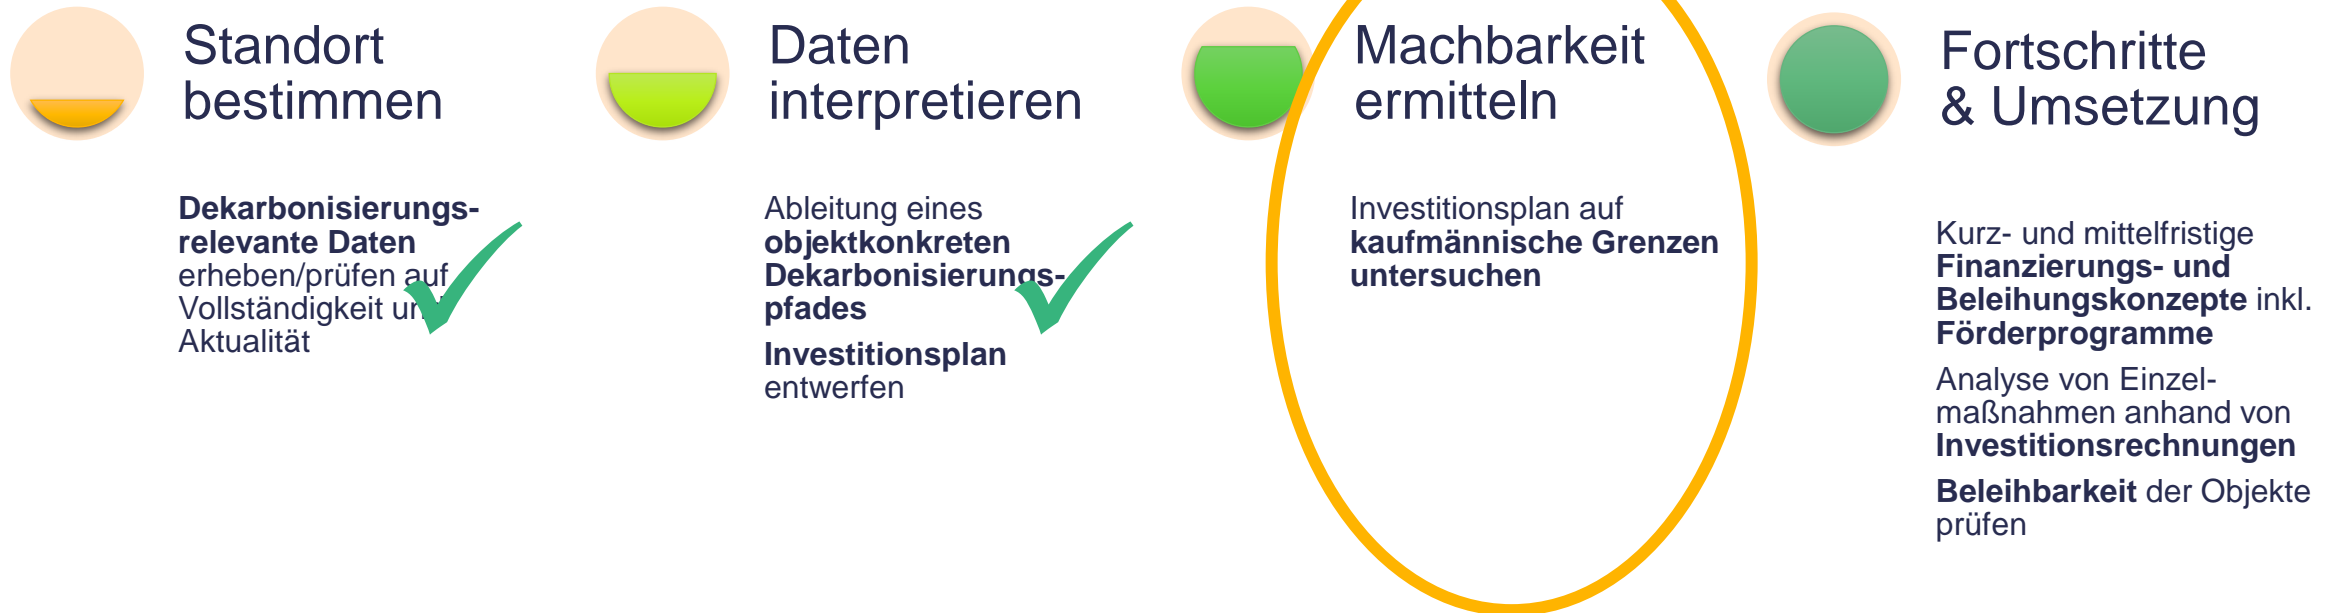 Standort
bestimmen
Dekarbonisierungs-
relevante Daten
erheben/prüfen auf
Vollständigkeit und
Aktualität
Daten
interpretieren
Ableitung eines
objektkonkreten
Dekarbonisierungs-
pfades
Investitionsplan
entwerfen
Machbarkeit
ermitteln
Investitionsplan auf
kaufmännische Grenzen
untersuchen
Fortschritte
& Umsetzung
Kurz- und mittelfristige
Finanzierungs- und
Beleihungskonzepte inkl.
Förderprogramme
Analyse von Einzel-
maßnahmen anhand von
Investitionsrechnungen
Beleihbarkeit der Objekte
prüfen